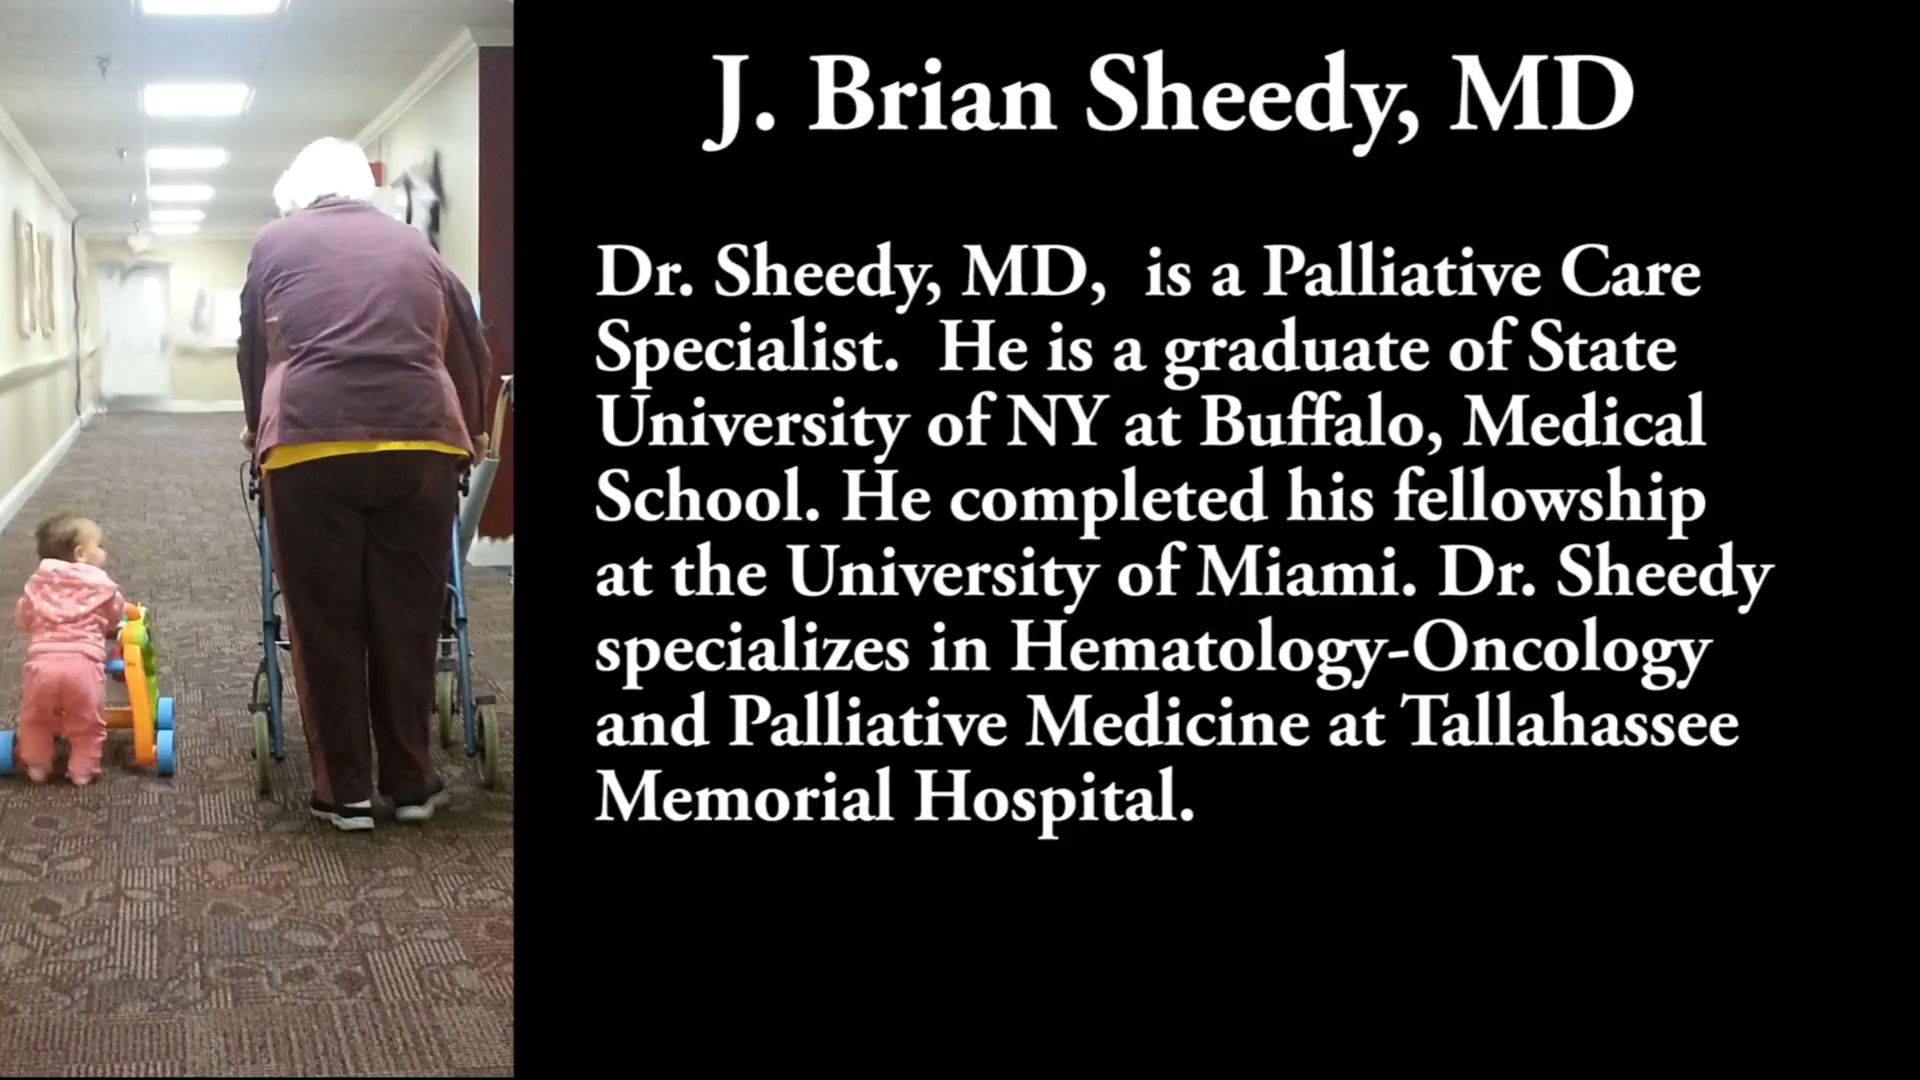 J. Brian Sheedy, MD
Dr. Sheedy, MD,  is a Palliative Care
Specialist.  He is a graduate of State
University of NY at Buffalo, Medical
School. He completed his fellowship
at the University of Miami. Dr. Sheedy
specializes in Hematology-Oncology
and Palliative Medicine at Tallahassee
Memorial Hospital.